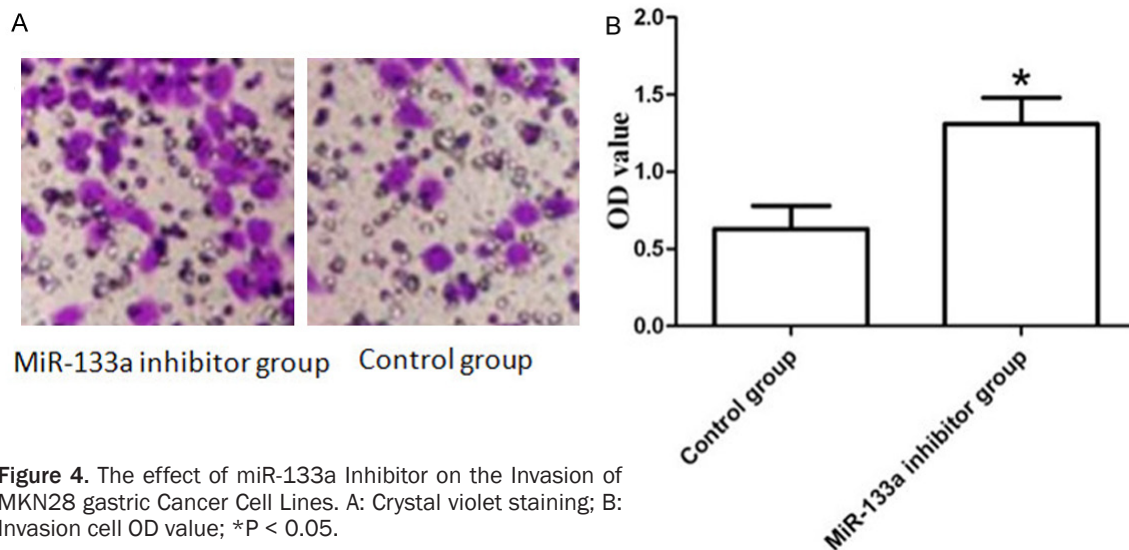 A
MiR-133a inhibitor group
Control group
B
OD value
2.0
1.5
1.0
0.5
0.0
*
Control group
MiR-133a inhibitor group
Figure 4. The effect of miR-133a Inhibitor on the Invasion of
MKN28 gastric Cancer Cell Lines. A: Crystal violet staining; B:
Invasion cell OD value; *P < 0.05.